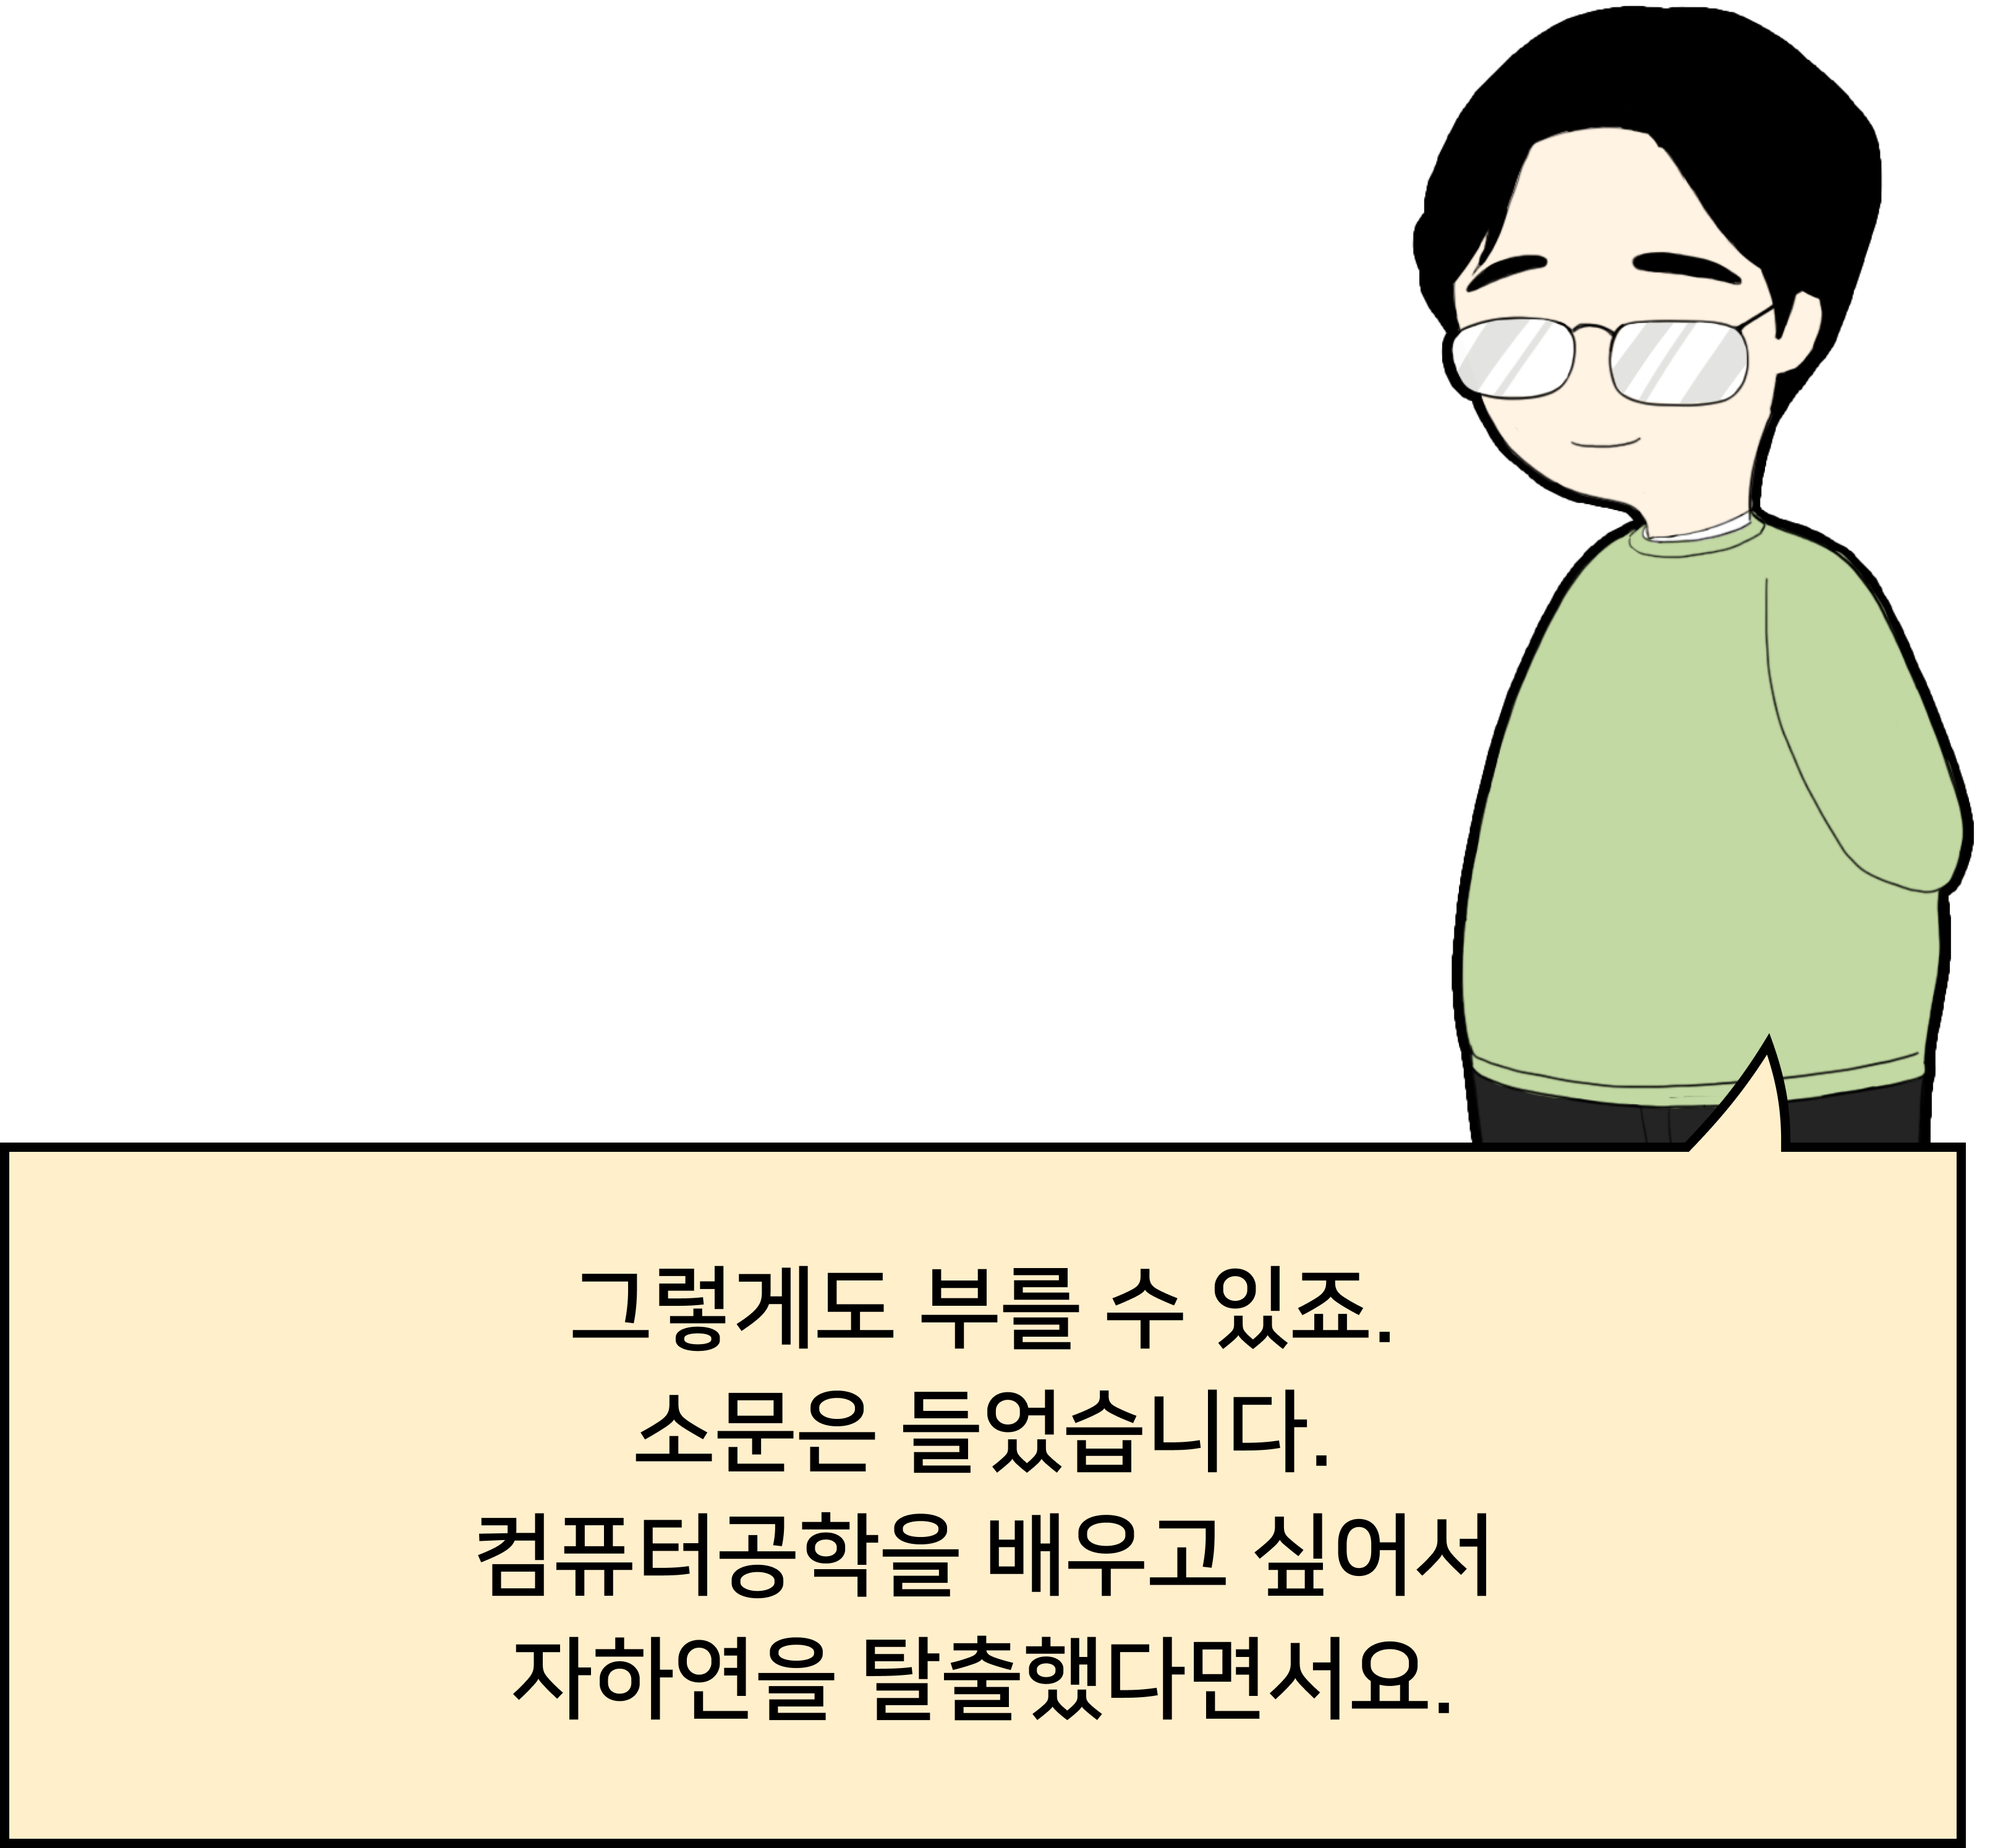 그렇게도 부를 수 있죠.
소문은 들었습니다.
컴퓨터공학을 배우고 싶어서
자하연을 탈출했다면서요.